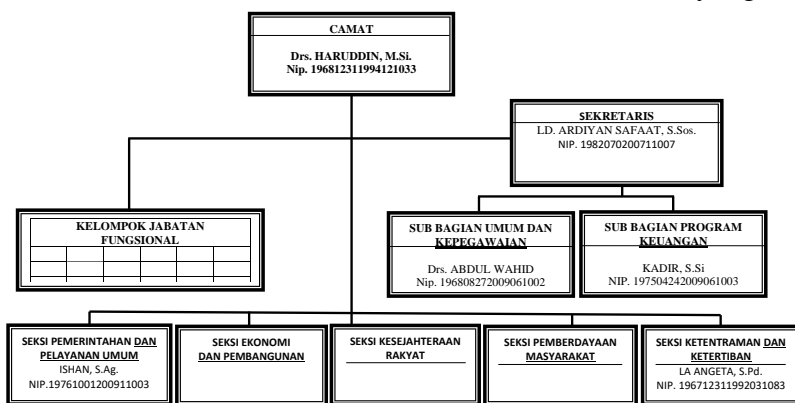 CAMAT
Drs. HARUDDIN, M.Si.
Nip. 196812311994121033
SEKRETARIS
LD. ARDIYAN SAFAAT, S.Sos.
NIP. 1982070200711007
KELOMPOK JABATAN
FUNGSIONAL
SUB BAGIAN UMUM DAN
KEPEGAWAIAN
Drs. ABDUL WAHID
Nip. 196808272009061002
SUB BAGIAN PROGRAM
KEUANGAN
KADIR, S.Si
NIP. 197504242009061003
SEKSI PEMERINTAHAN DAN
PELAYANAN UMUM
ISHAN, S.Ag.
NIP.19761001200911003
SEKSI EKONOMI
DAN PEMBANGUNAN
SEKSI KESEJAHTERAAN
RAKYAT
SEKSI PEMBERDAYAAN
MASYARAKAT
SEKSI KETENTRAMAN DAN
KETERTIBAN
LA ANGETA, S.Pd.
NIP. 196712311992031083